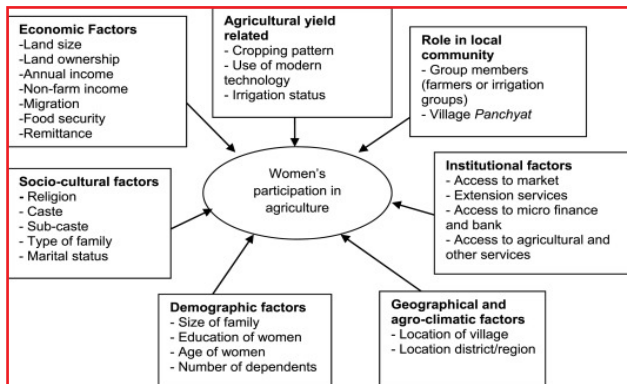 Economic Factors
-Land size
-Land ownership
-Annual income
-Non-farm income
-Migration
-Food security
-Remittance
Agricultural yield
related
- Cropping pattern
- Use of modern
technology
- Irrigation status
Role in local
community
- Group members
(farmers or irrigation
groups)
- Village Panchyat
Women's
participation in
agriculture
Socio-cultural factors
- Religion
- Caste
- Sub-caste
- Type of family
- Marital status
Institutional factors
- Access to market
- Extension services
- Access to micro finance
and bank
- Access to agricultural and
other services
Demographic factors
- Size of family
- Education of women
- Age of women
- Number of dependents
Geographical and
agro-climatic factors
- Location of village
- Location district/region